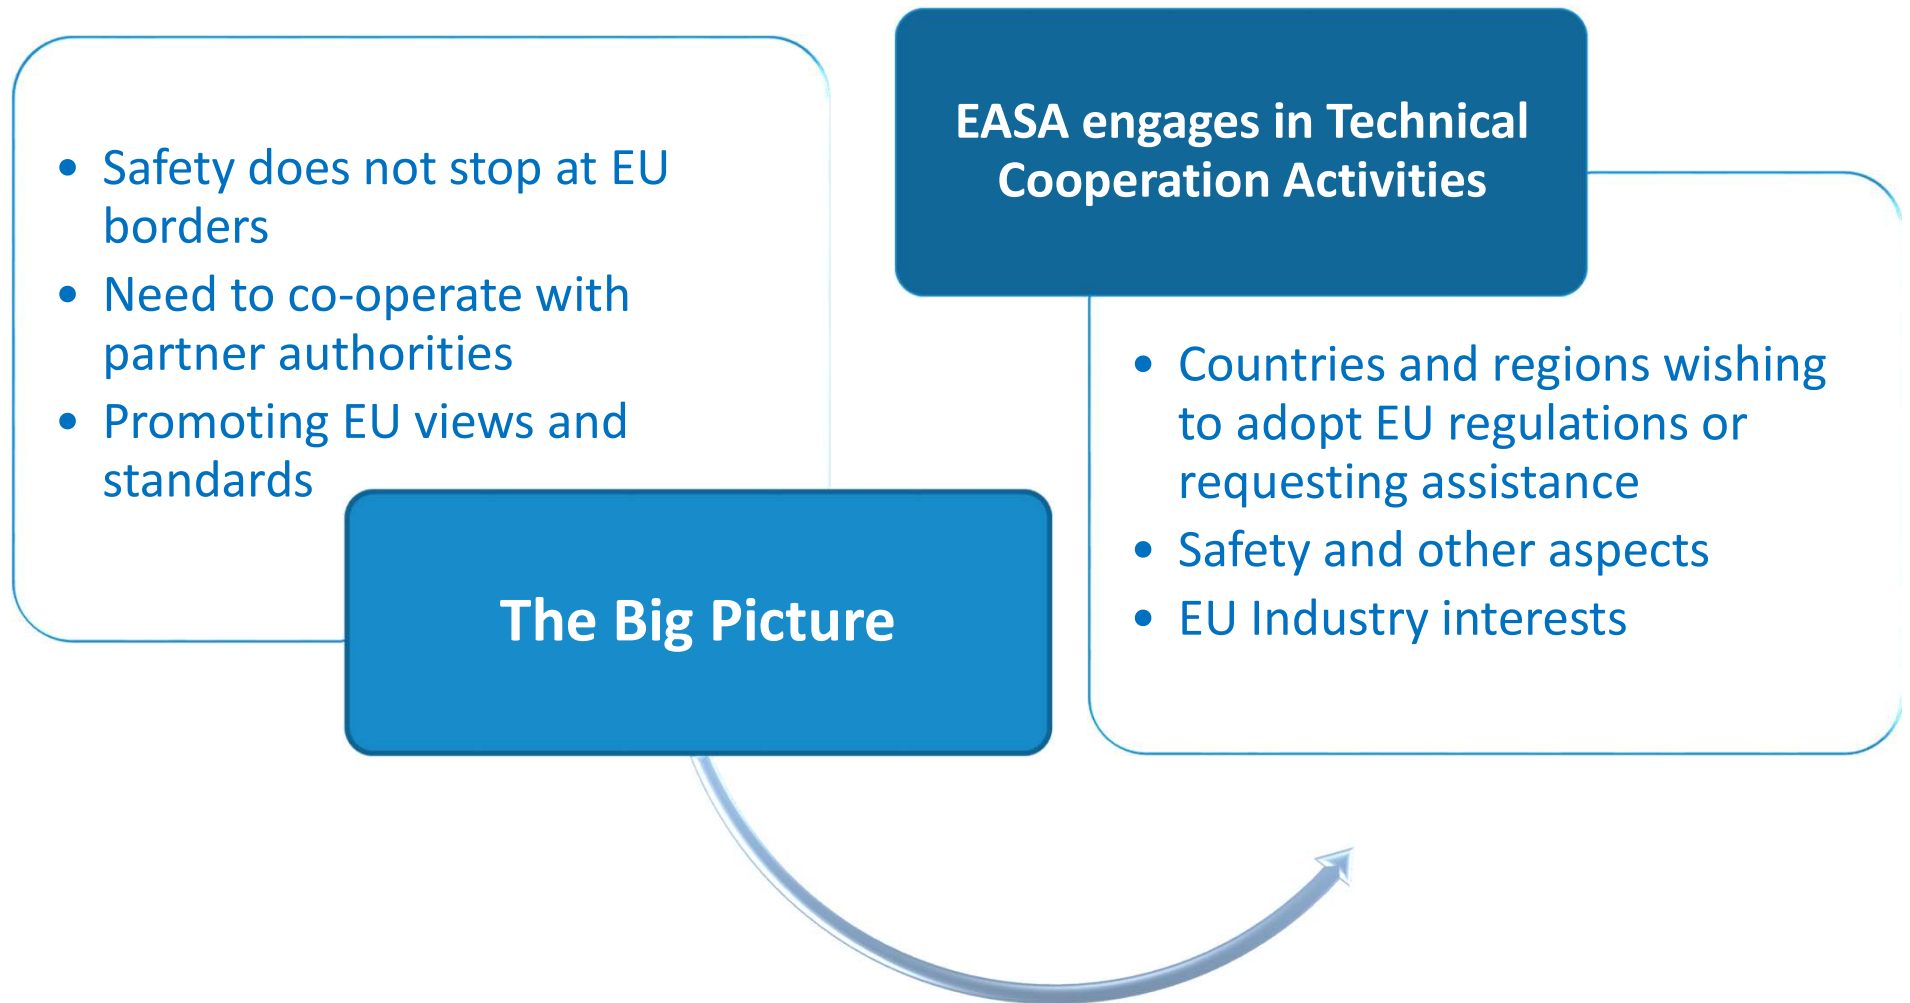 • Safety does not stop at EU
borders
• Need to co-operate with
partner authorities
• Promoting EU views and
standards
The Big Picture
EASA engages in Technical
Cooperation Activities
• Countries and regions wishing
to adopt EU regulations or
requesting assistance
• Safety and other aspects
• EU Industry interests